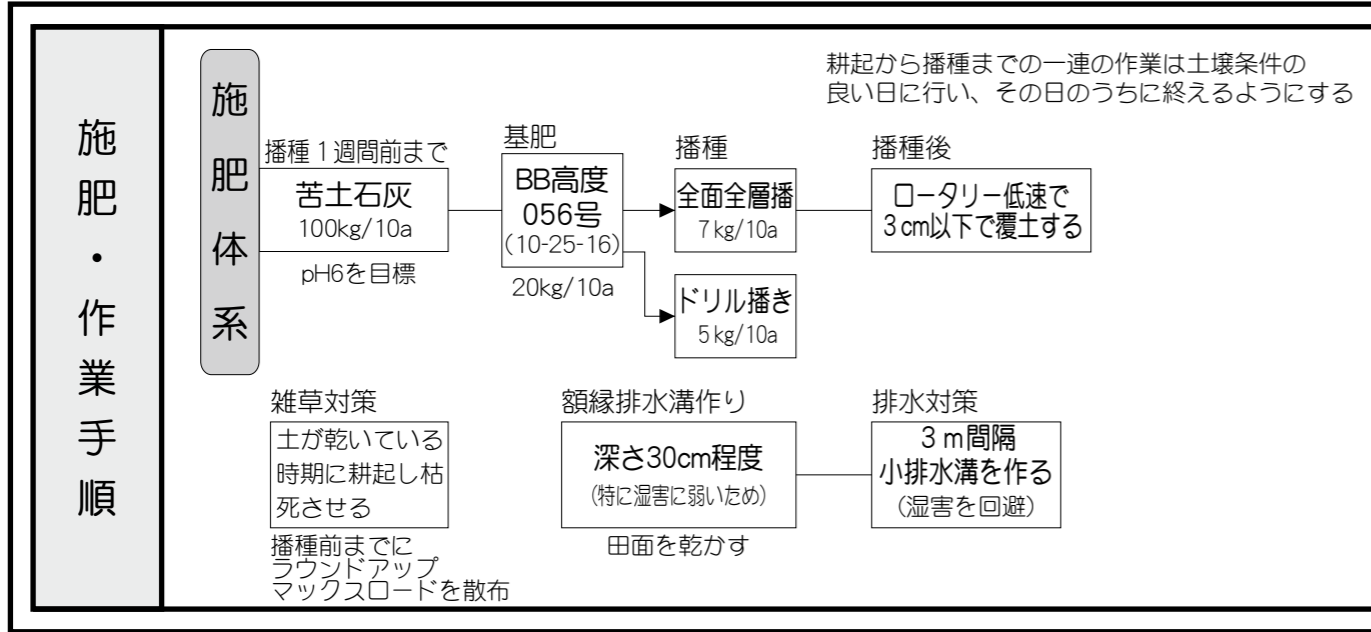 施肥・作業手順
施肥体系
耕起から播種までの一連の作業は土壌条件の
良い日に行い、その日のうちに終えるようにする
播種１週間前まで
苦土石灰
100kg/10a
pH6を目標
基肥
BB高度
056号
(10-25-16)
20kg/10a
播種
全面全層播
7kg/10a
ドリル播き
5kg/10a
播種後
ロータリー低速で
3cm以下で覆土する
雑草対策
土が乾いている
時期に耕起し枯
死させる
播種前までに
ラウンドアップ
マックスロードを散布
額縁排水溝作り
深さ30cm程度
(特に湿害に弱いため)
田面を乾かす
排水対策
３ｍ間隔
小排水溝を作る
(湿害を回避)